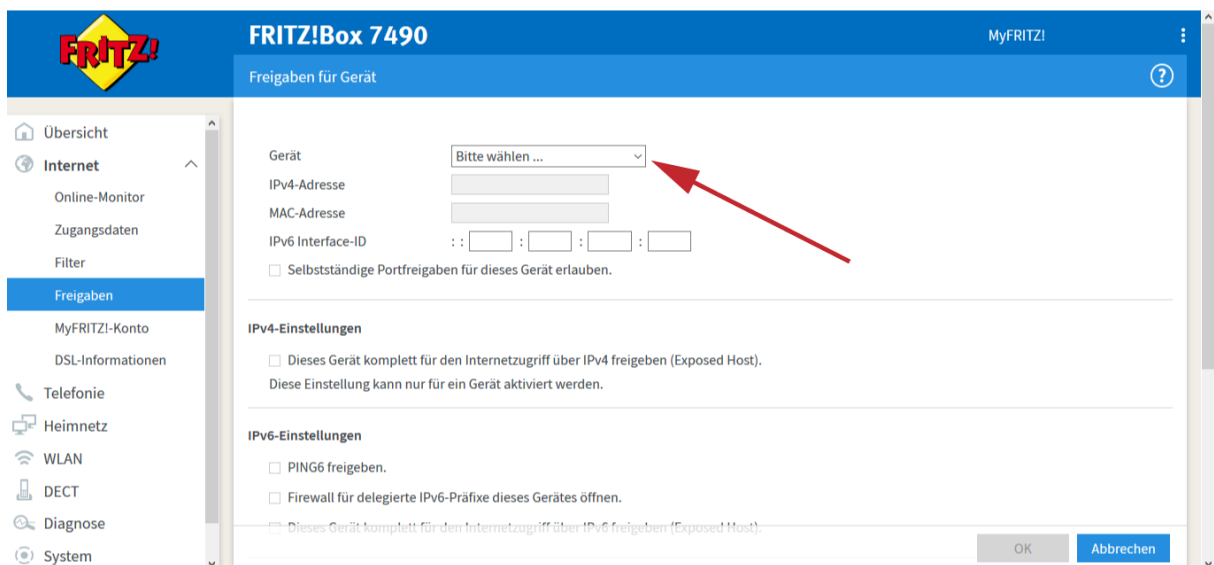 FRITZ!
FRITZ!Box 7490
MyFRITZ!
Freigaben für Gerät
?
Übersicht
Internet
Online-Monitor
Zugangsdaten
Filter
Freigaben
MyFRITZ!-Konto
DSL-Informationen
Telefonie
Heimnetz
WLAN
DECT
Diagnose
System
Gerät Bitte wählen ...
IPv4-Adresse
MAC-Adresse
IPv6 Interface-ID : : : : :
Selbstständige Portfreigaben für dieses Gerät erlauben.
IPv4-Einstellungen
Dieses Gerät komplett für den Internetzugriff über IPv4 freigeben (Exposed Host).
Diese Einstellung kann nur für ein Gerät aktiviert werden.
IPv6-Einstellungen
PING6 freigeben.
Firewall für delegierte IPv6-Präfixe dieses Gerätes öffnen.
Dieses Gerät komplett für den Internetzugriff über IPv6 freigeben (Exposed Host).
OK Abbrechen